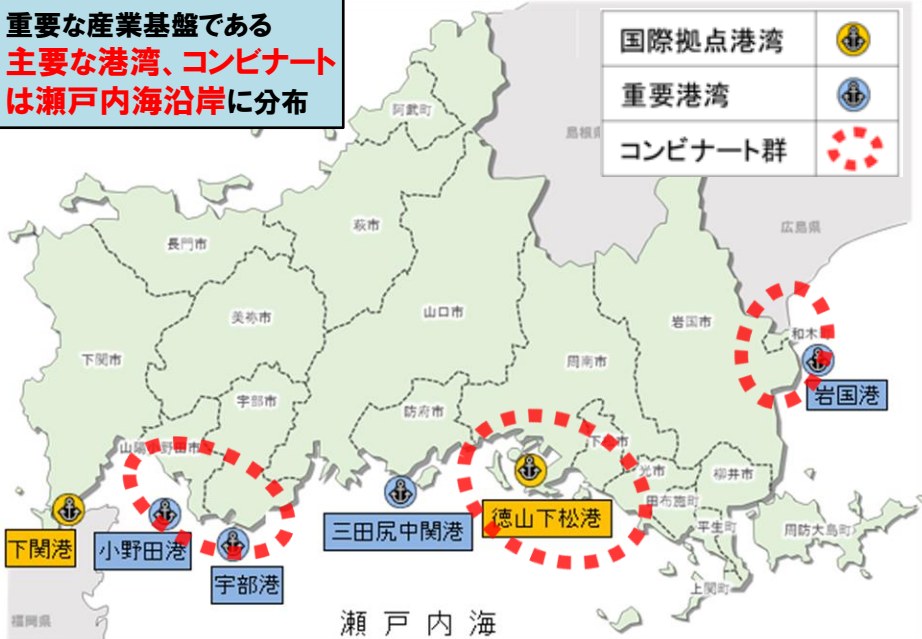 重要な産業基盤である
主要な港湾、コンビナート
は瀬戸内海沿岸に分布
国際拠点港湾
重要港湾
コンビナート群
阿武町
島根県
萩市
長門市
広島県
美祢市
山口市
岩国市
和木
下関市
周南市
岩国港
宇部市
防府市
下松市
山陽小野田市
光市
柳井市
田布施町
徳山下松港
三田尻中関港
平生町
周防大島町
下関港
小野田港
宇部港
上関町
福岡県
瀬戸内海